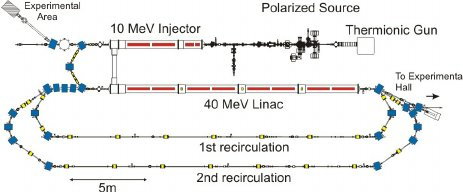 Experimental
Area
10 MeV Injector
Polarized Source
Thermionic Gun
To Experimenta
Hall
40 MeV Linac
1st recirculation
2nd recirculation
5m